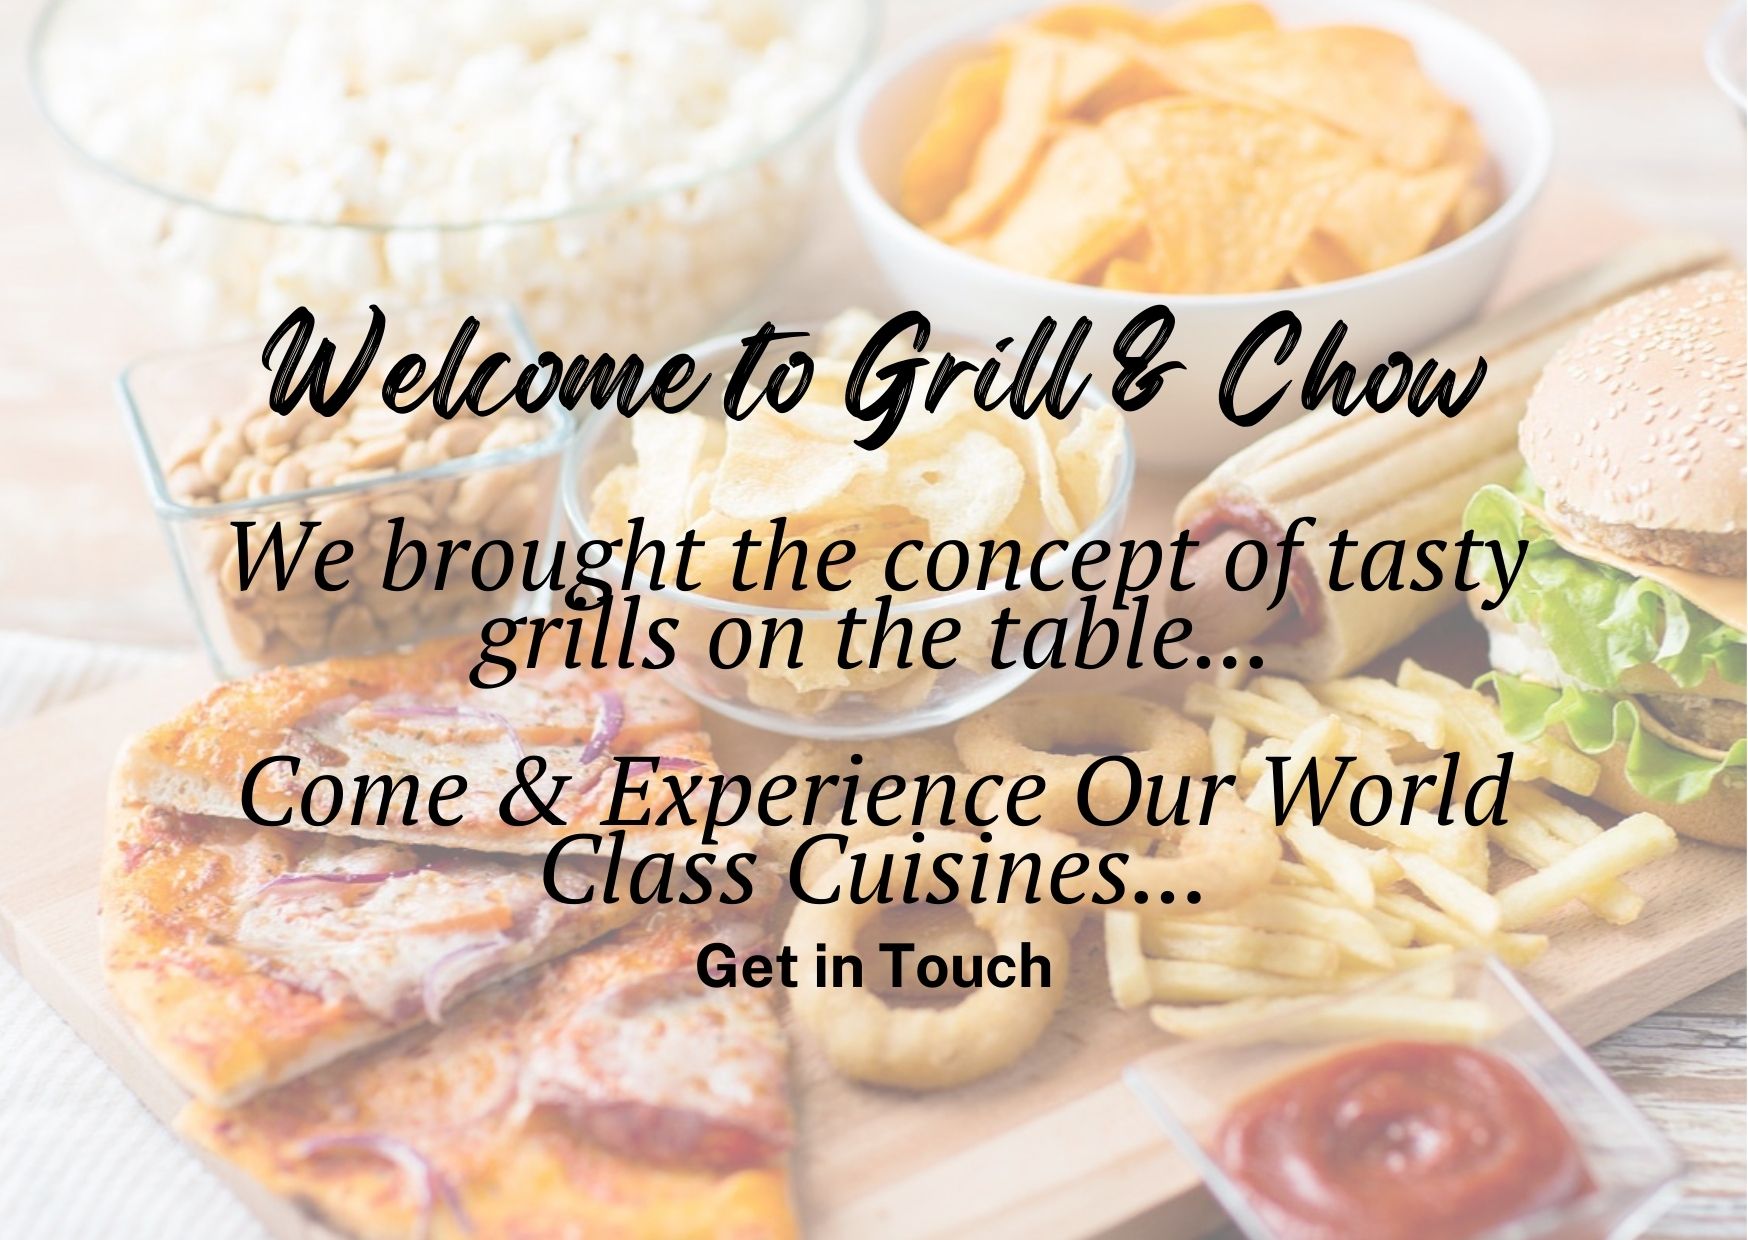 Welcome to Grill & Chow
We brought the concept of tasty
grills on the table...
Come & Experience Our World
Class Cuisines...
Get in Touch